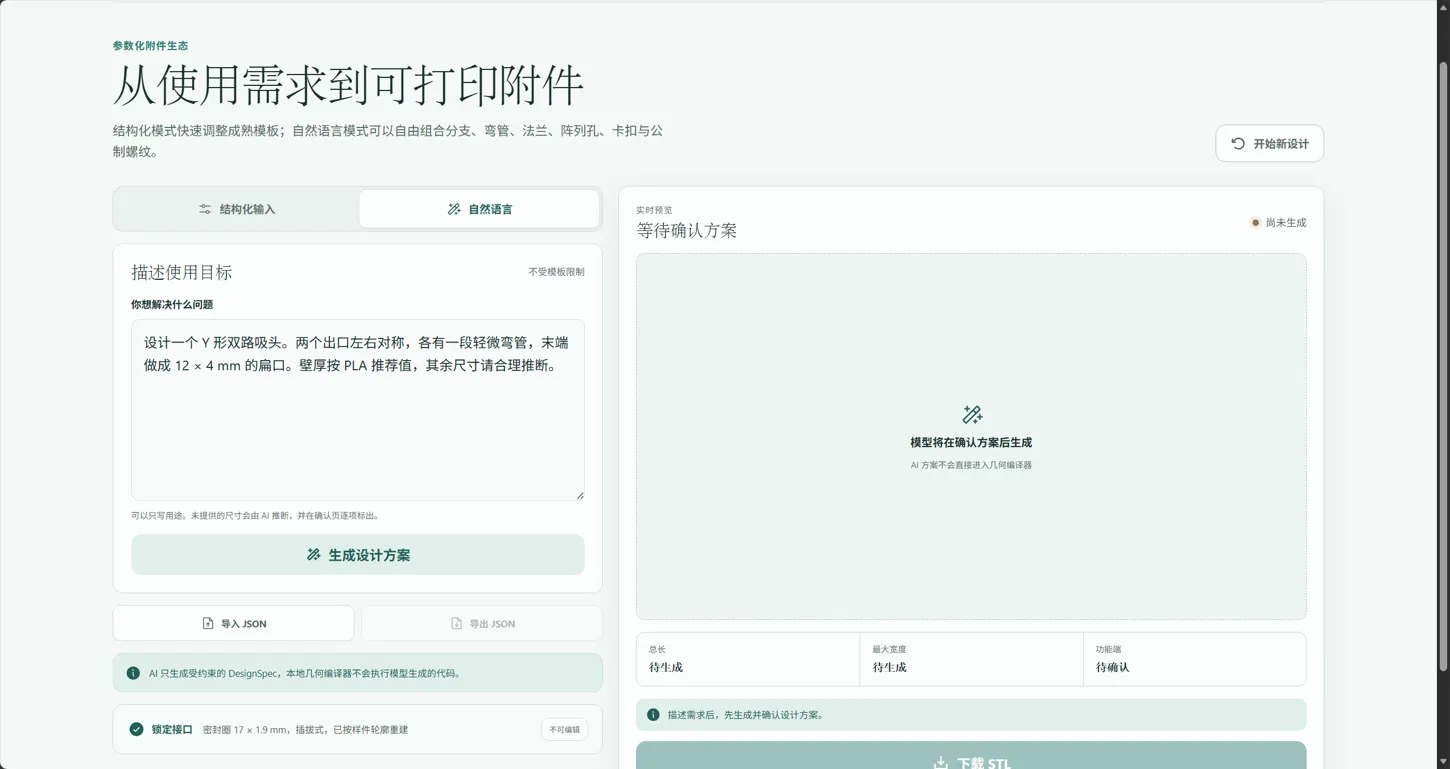 参数化附件生态
从使用需求到可打印附件
结构化模式快速调整成熟模板；自然语言模式可以自由组合分支、弯管、法兰、阵列孔、卡扣与公
制螺纹。
开始新设计
结构化输入
自然语言
描述使用目标
不受模板限制
你想解决什么问题
设计一个 Y 形双路吸头。两个出口左右对称，各有一段轻微弯管，末端
做成 12 × 4 mm 的扁口。壁厚按 PLA 推荐值，其余尺寸请合理推断。
可以只写用途。未提供的尺寸会由 AI 推断，并在确认页逐项标出。
生成设计方案
导入 JSON
导出 JSON
AI 只生成受约束的 DesignSpec，本地几何编译器不会执行模型生成的代码。
锁定接口
密封圈 17 × 1.9 mm，插拔式，已按样件轮廓重建
不可编辑
实时预览
等待确认方案
尚未生成
模型将在确认方案后生成
AI 方案不会直接进入几何编译器
总长
待生成
最大宽度
待生成
功能端
待确认
描述需求后，先生成并确认设计方案。
下载 STL